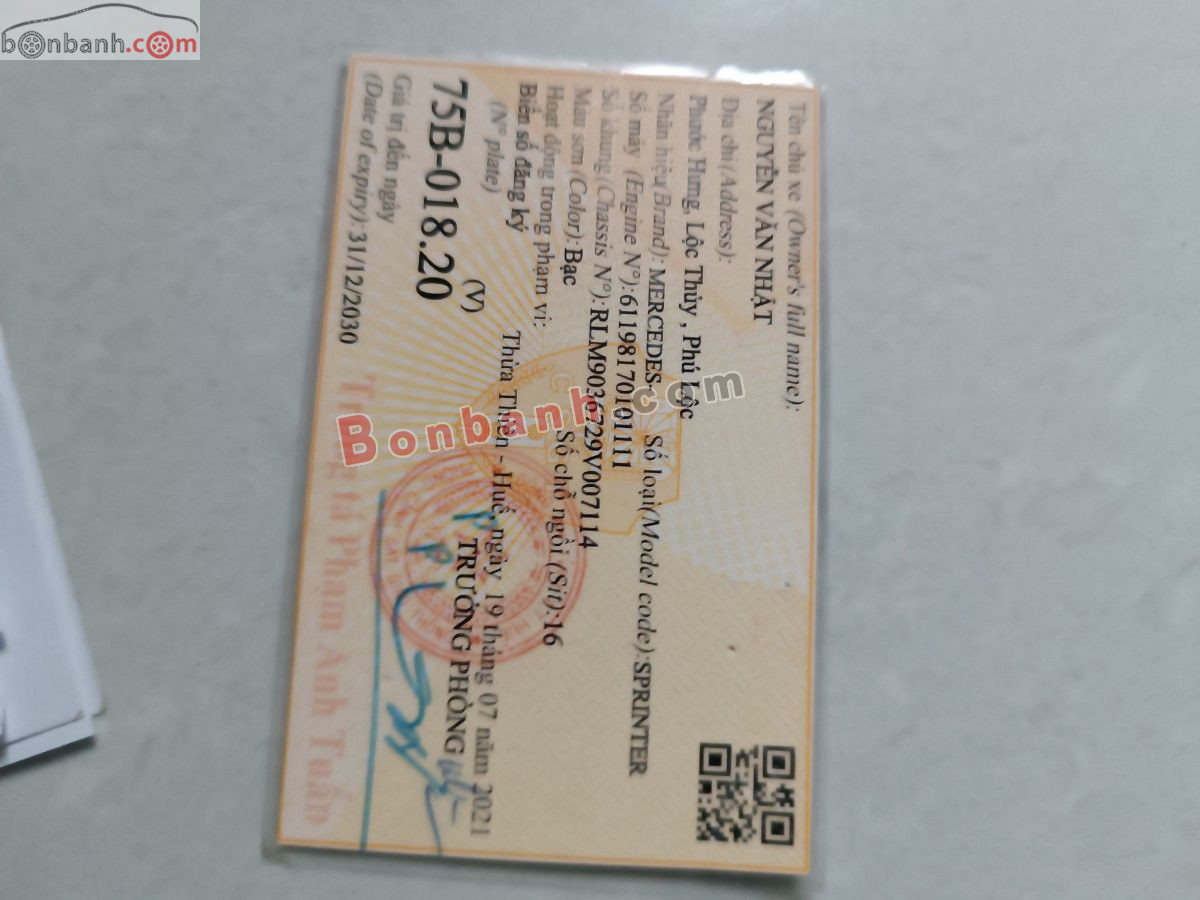 bonbanh.com
Tên chủ xe (Owner's full name):
NGUYỄN VĂN NHẬT
Địa chỉ (Address):
Phước Hưng, Lộc Thủy , Phú Lộc
Nhãn hiệu(Brand): MERCEDES- Số loại(Model code):SPRINTER
Số máy (Engine N°):61198170101111
Số khung(Chassis N°):RLM9036729V007114
Màu sơn (Color): Bạc Số chỗ ngồi (Sit):16
Hoạt động trong phạm vi:
Biển số đăng ký Thừa Thiên - Huế, ngày 19 tháng 07 năm 2021
(N° plate) TRƯỞNG PHÒNG
75B-018.20 (V)
Giá trị đến ngày
(Date of expiry):31/12/2030
tá Phạm Anh Tuấn
Bonbanh.com